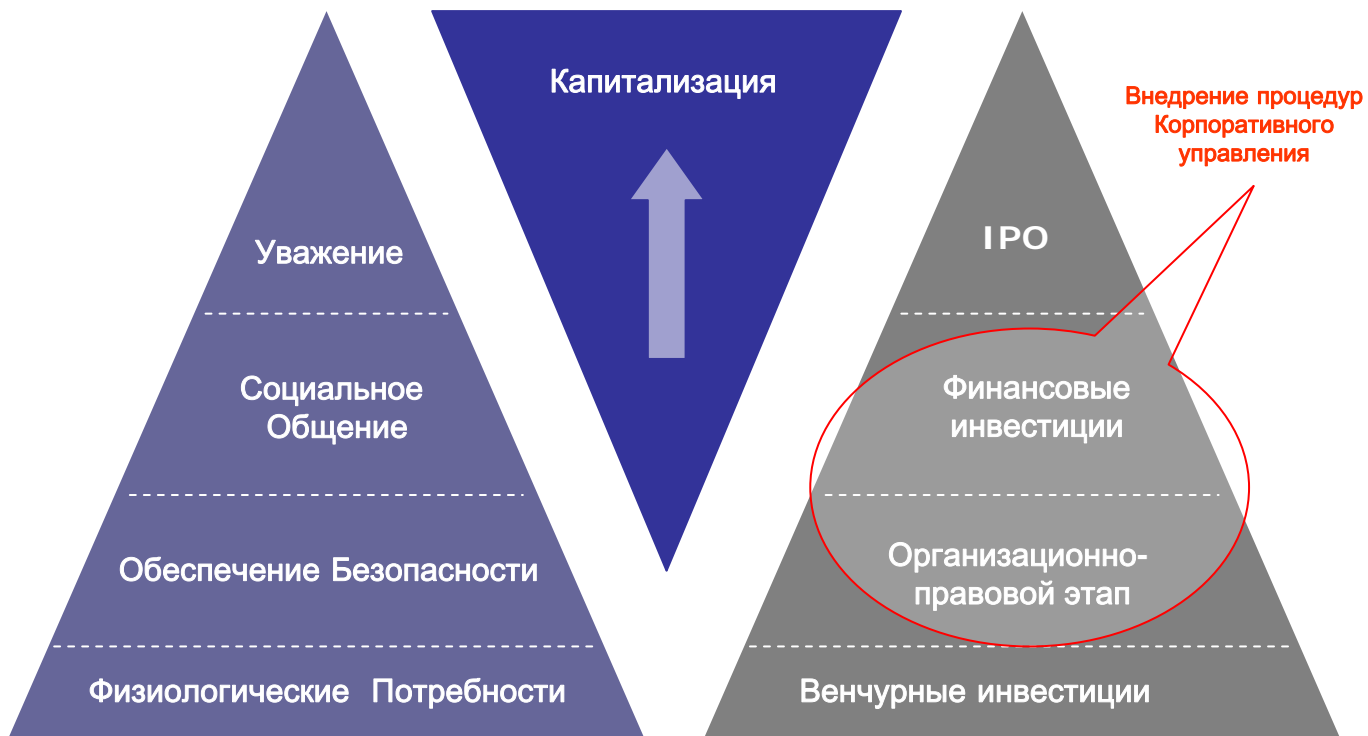 Уважение
Социальное
Общение
Обеспечение Безопасности
Физиологические Потребности
Капитализация
Внедрение процедур
Корпоративного
управления
IPO
Финансовые
инвестиции
Организационно-
правовой этап
Венчурные инвестиции